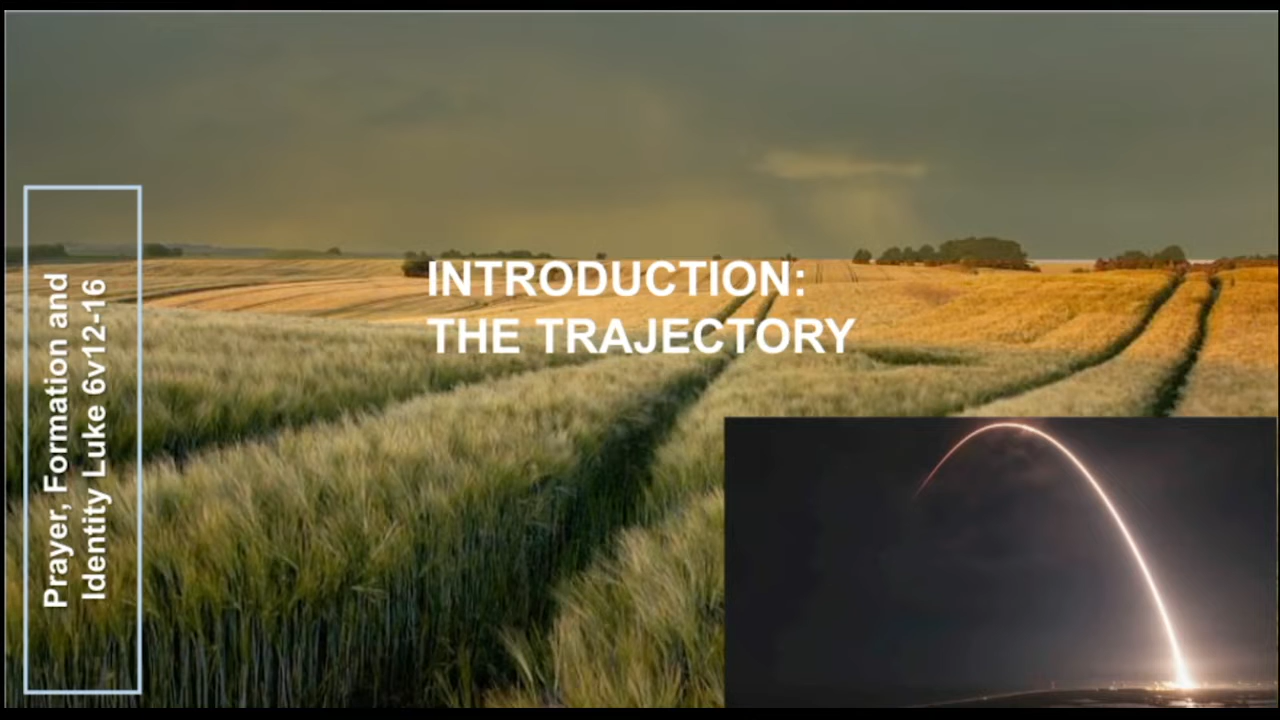 INTRODUCTION:
THE TRAJECTORY
Prayer, Formation and
Identity Luke 6v12-16